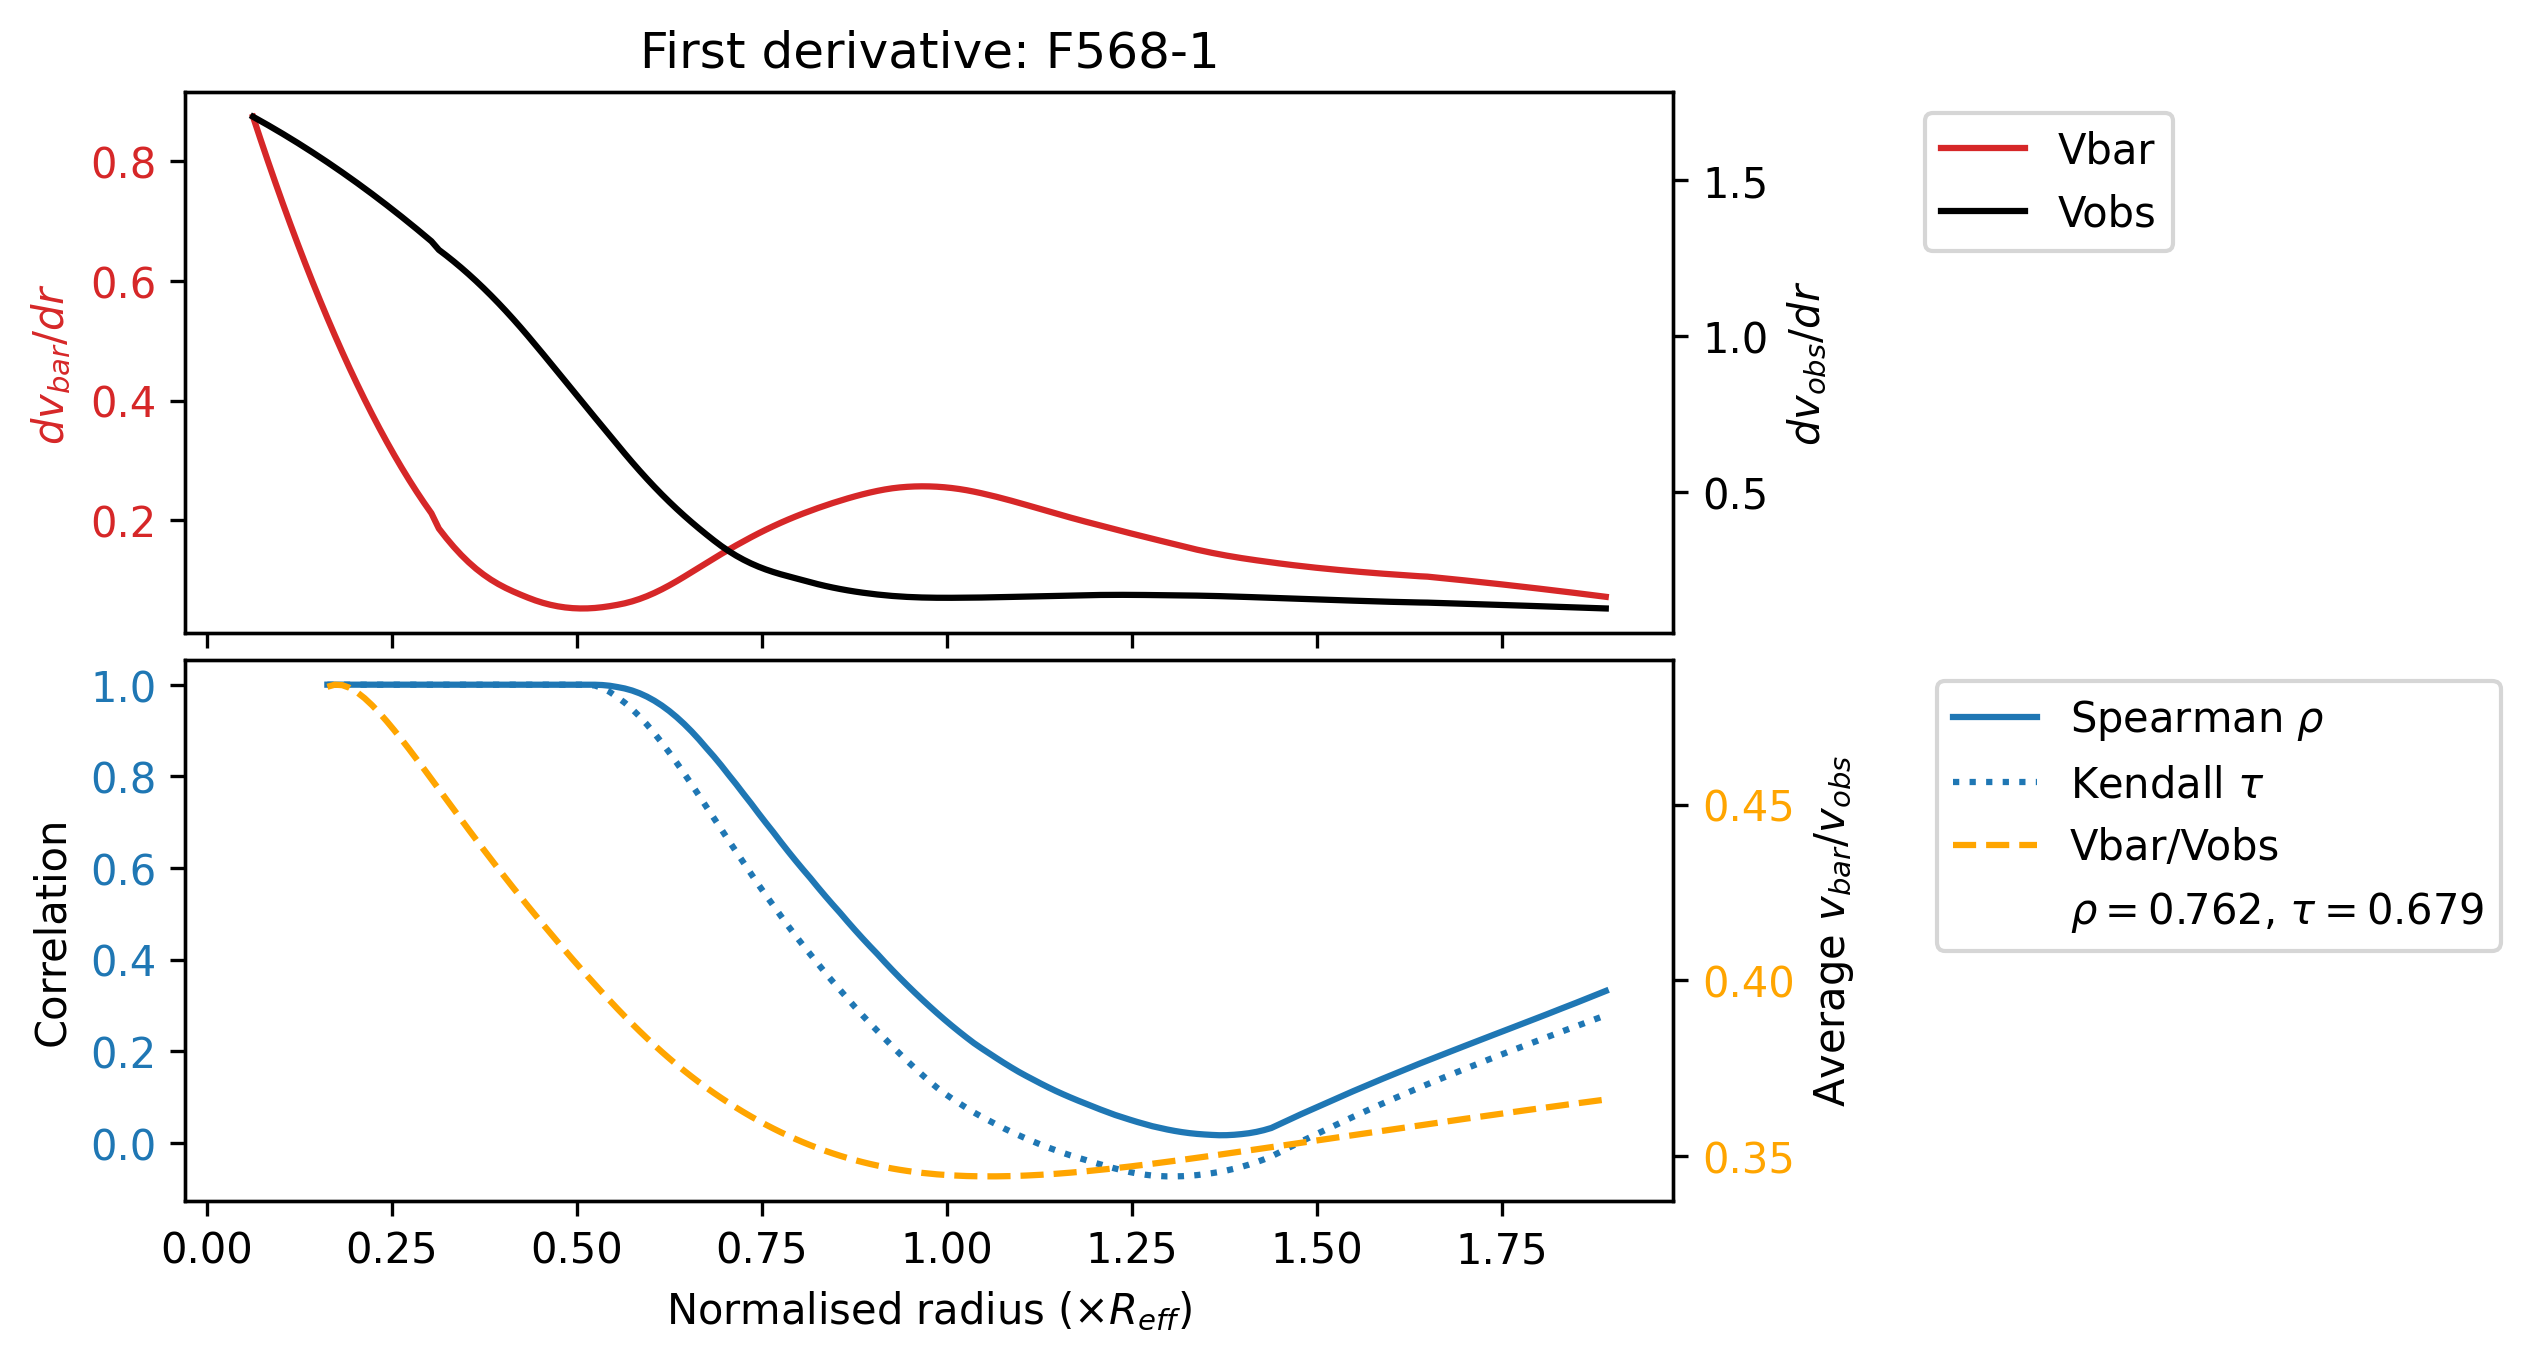 First derivative: F568-1
dv_bar/dr
0.8
0.6
0.4
0.2
1.5
1.0
0.5
dv_obs/dr
Vbar
Vobs
Correlation
1.0
0.8
0.6
0.4
0.2
0.0
0.45
0.40
0.35
Average v_bar/v_obs
Spearman ρ
Kendall τ
Vbar/Vobs
ρ = 0.762, τ = 0.679
0.00 0.25 0.50 0.75 1.00 1.25 1.50 1.75
Normalised radius (×R_eff)